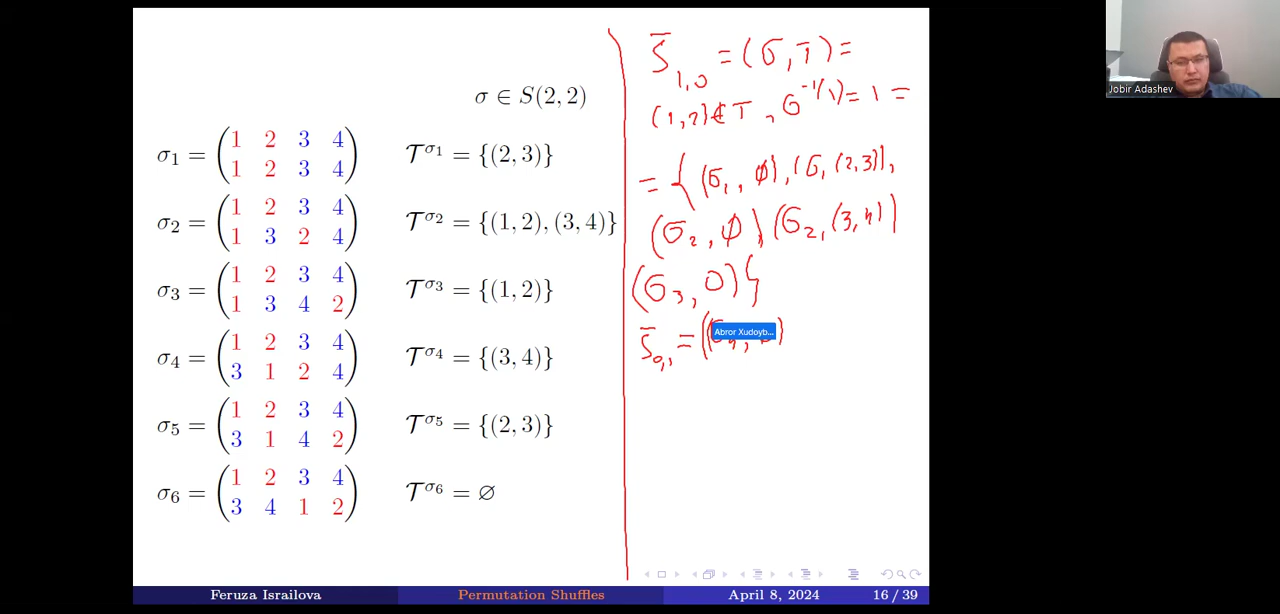 σ ∈ S(2, 2)
σ₁ = (1 2 3 4 / 1 2 3 4)   𝒯^σ₁ = {(2, 3)}
σ₂ = (1 2 3 4 / 1 3 2 4)   𝒯^σ₂ = {(1, 2), (3, 4)}
σ₃ = (1 2 3 4 / 1 3 4 2)   𝒯^σ₃ = {(1, 2)}
σ₄ = (1 2 3 4 / 3 1 2 4)   𝒯^σ₄ = {(3, 4)}
σ₅ = (1 2 3 4 / 3 1 4 2)   𝒯^σ₅ = {(2, 3)}
σ₆ = (1 2 3 4 / 3 4 1 2)   𝒯^σ₆ = ∅
S̄₁,₀ = (σ, T) =
(1, 2) ∉ T, σ⁻¹(1) = 1 =
= { (σ₁, ∅), (σ, (2, 3)),
(σ₂, ∅), (σ₂, (3, 4))
(σ₃, 0) }
S̄₀,₁ = (
Abror Xudoyb...
Jobir Adashev
Feruza Israilova
Permutation Shuffles
April 8, 2024
16 / 39